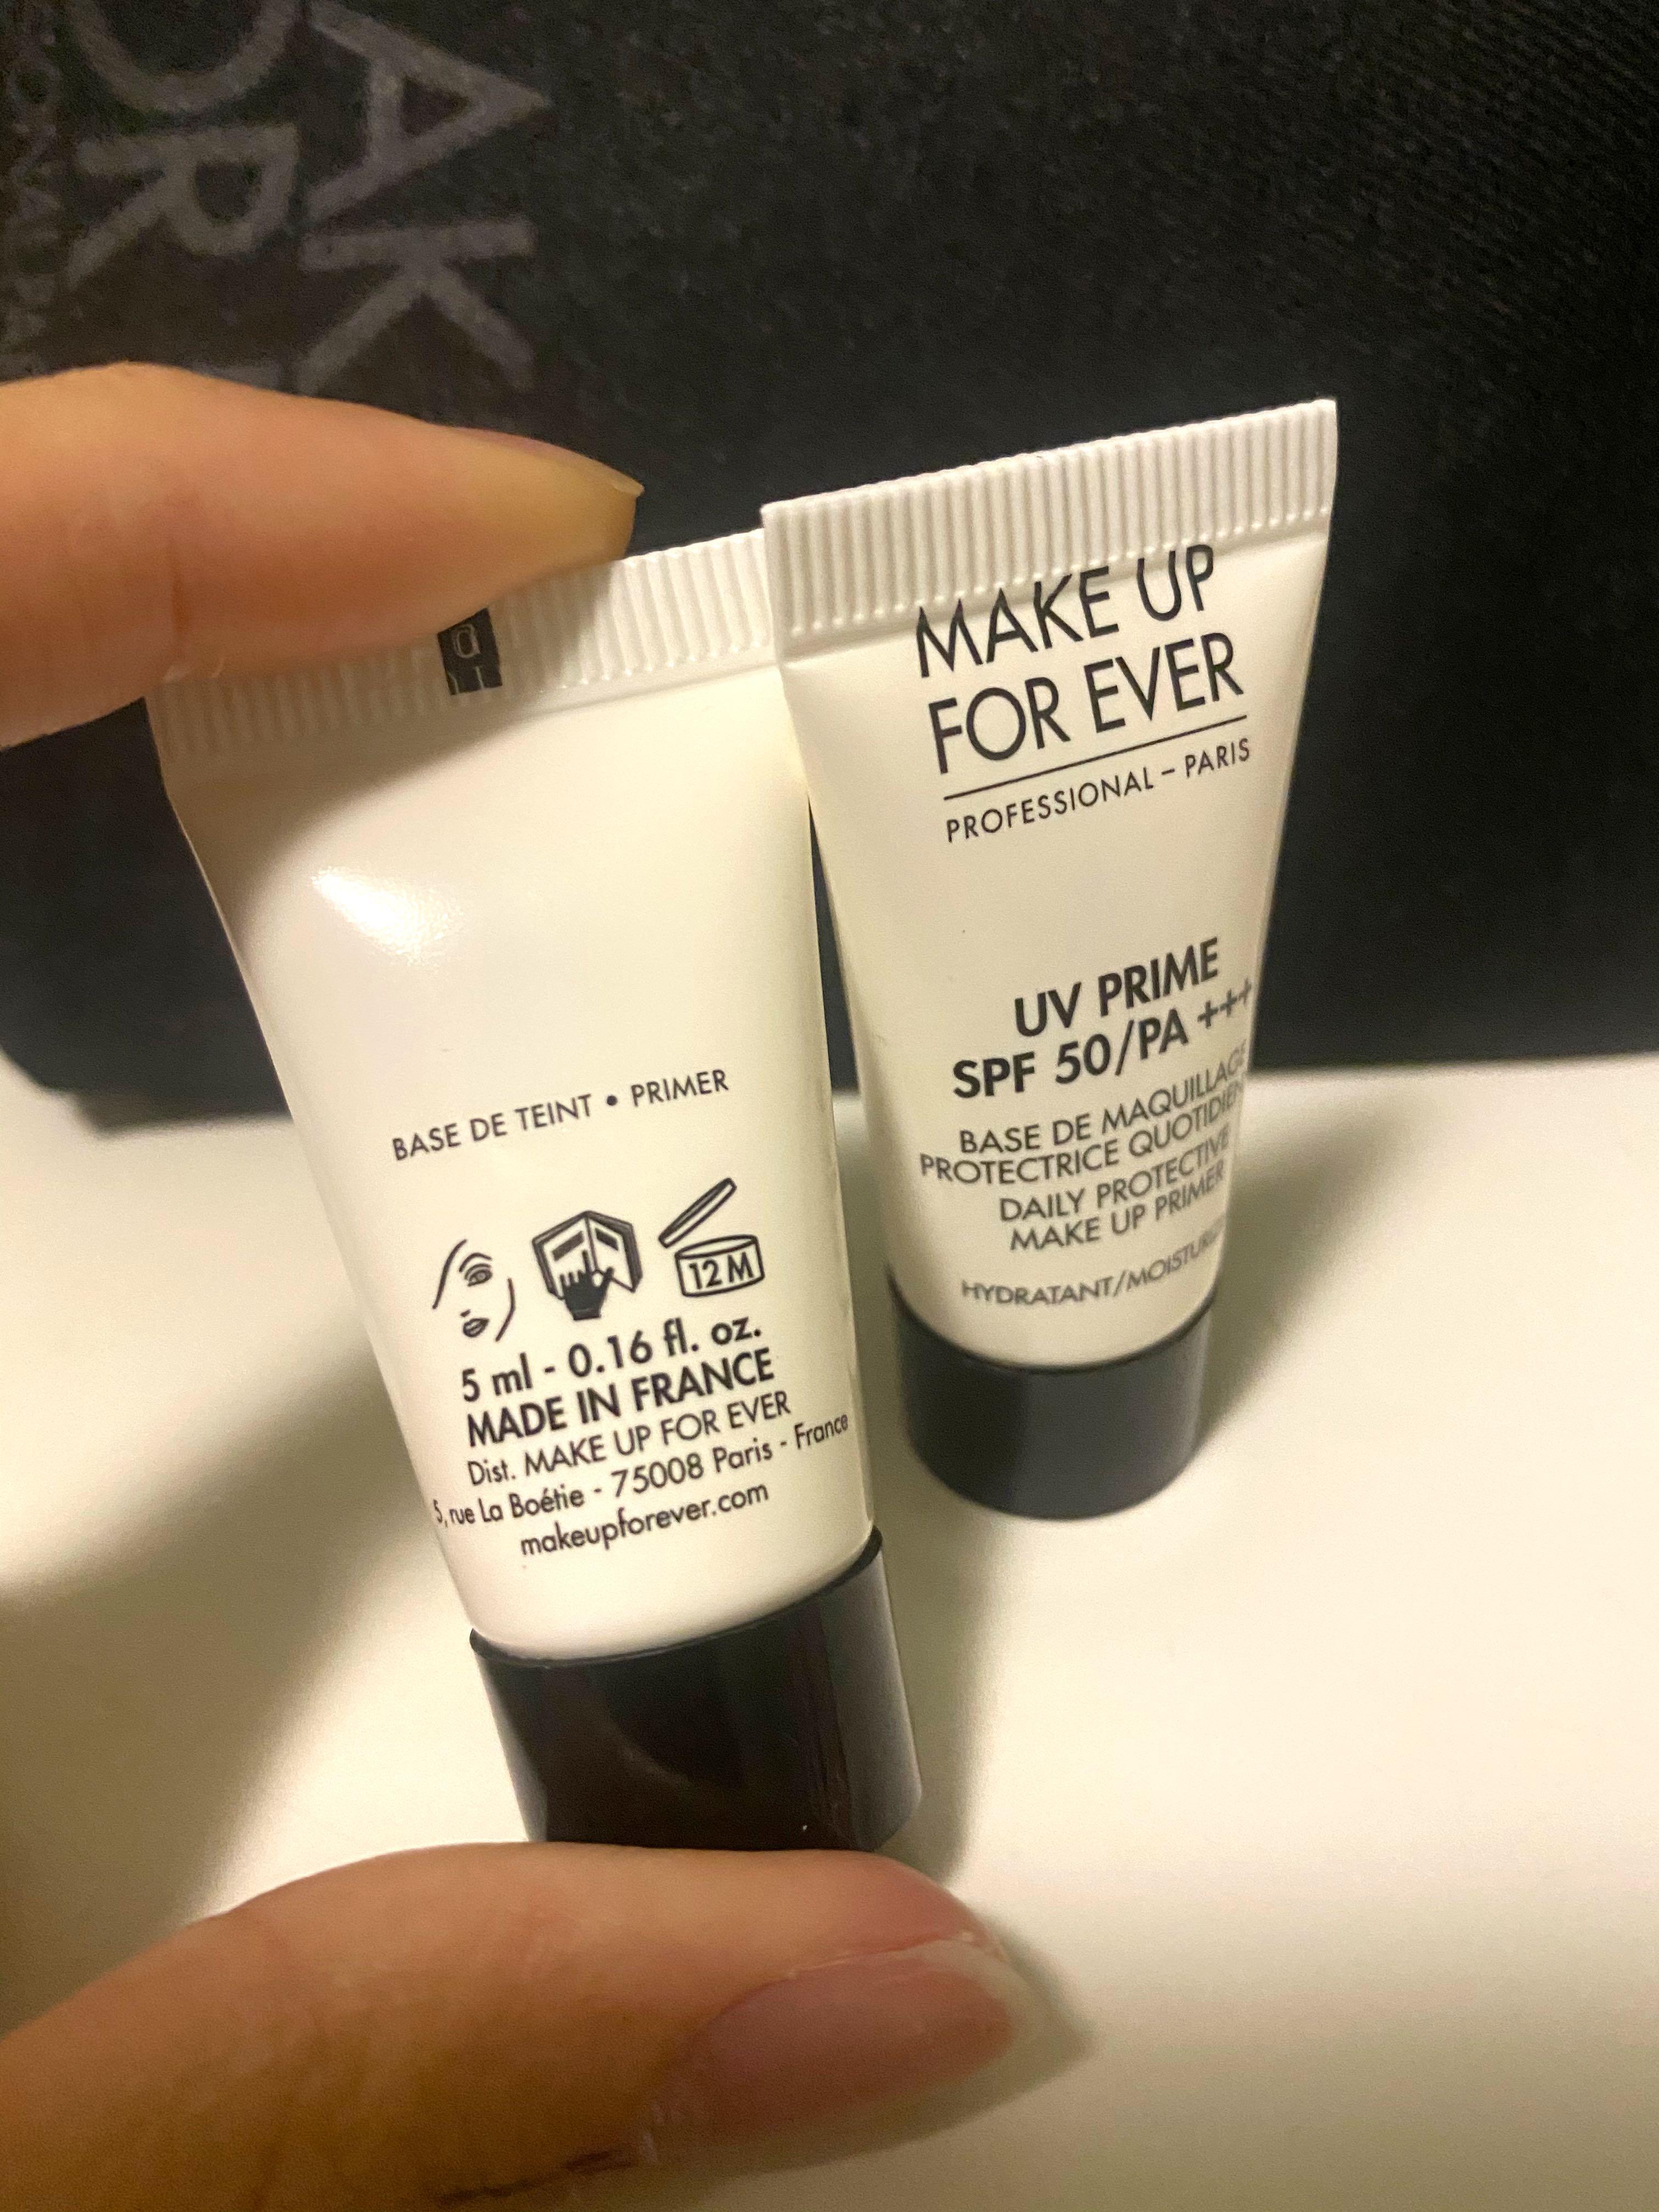 BASE DE TEINT • PRIMER
12M
5 ml - 0.16 fl. oz.
MADE IN FRANCE
Dist. MAKE UP FOR EVER
5, rue La Boétie - 75008 Paris - France
makeupforever.com
MAKE UP
FOR EVER
PROFESSIONAL – PARIS
UV PRIME
SPF 50/PA +++
BASE DE MAQUILLAGE
PROTECTRICE
DAILY PROTECTIVE
MAKE UP PRIMER